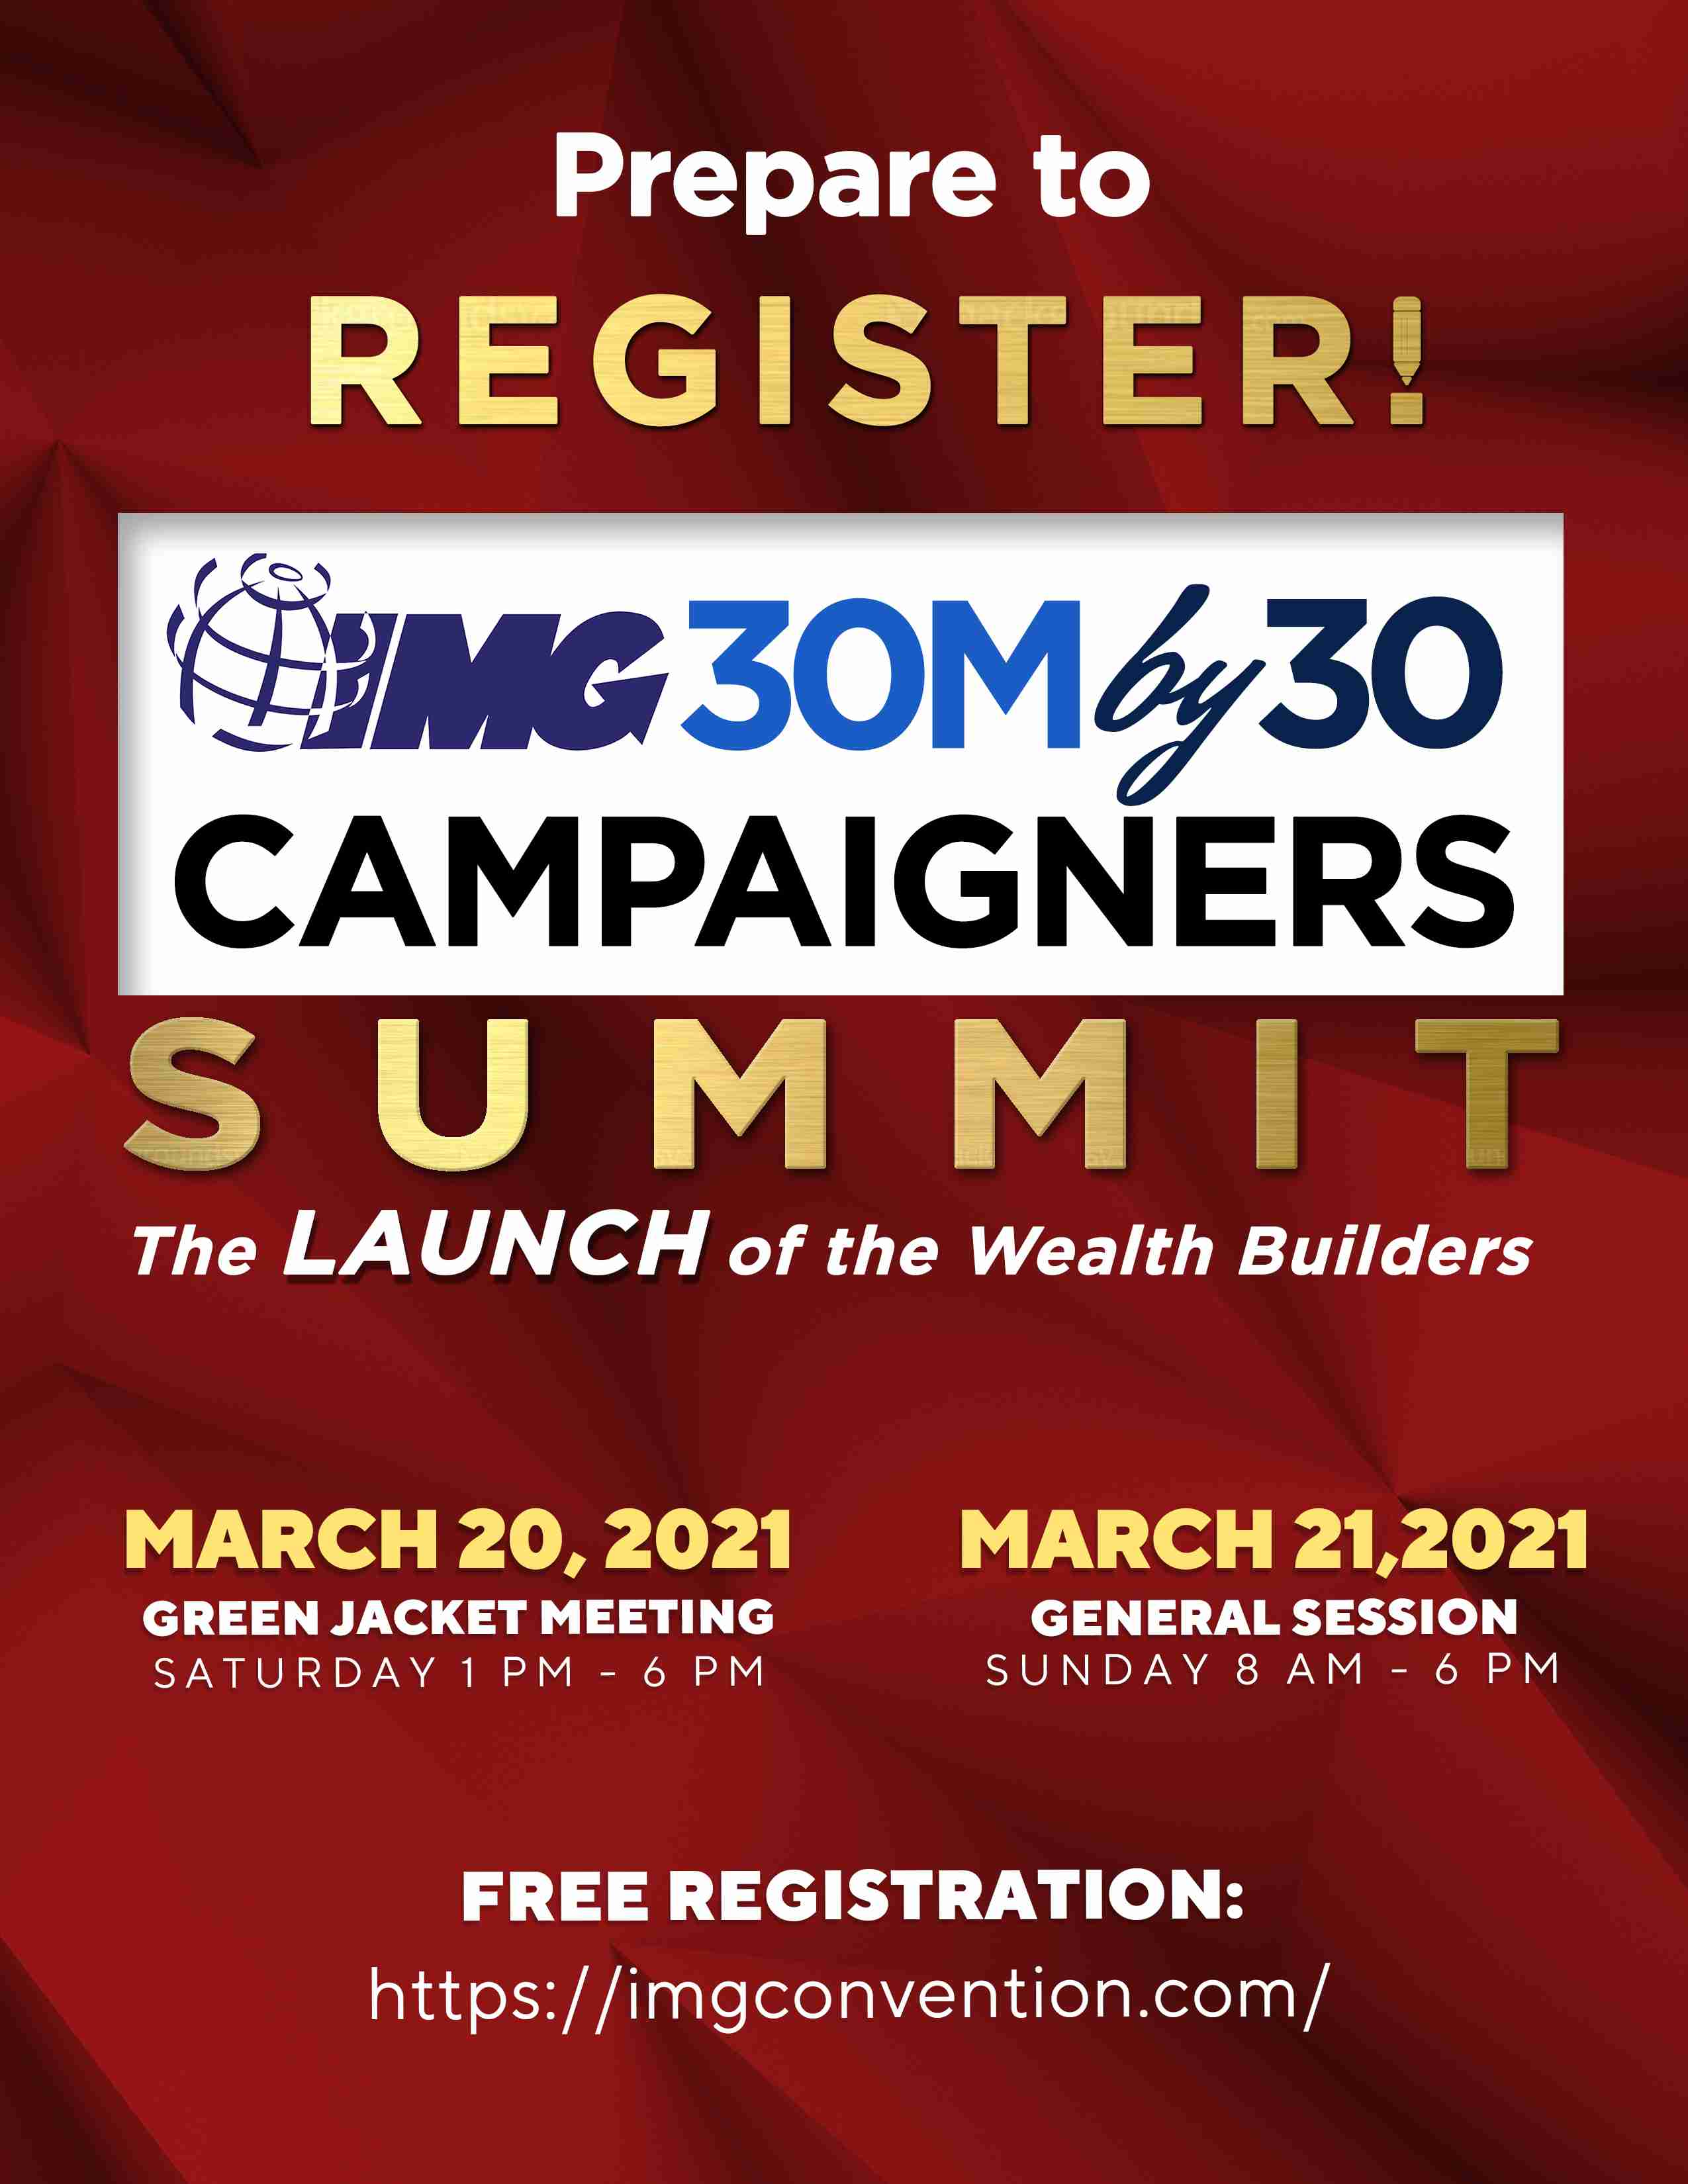 Prepare to
REGISTER!
IMG 30M by 30
CAMPAIGNERS
SUMMIT
The LAUNCH of the Wealth Builders
MARCH 20, 2021
GREEN JACKET MEETING
SATURDAY 1 PM - 6 PM
MARCH 21,2021
GENERAL SESSION
SUNDAY 8 AM - 6 PM
FREE REGISTRATION:
https://imgconvention.com/